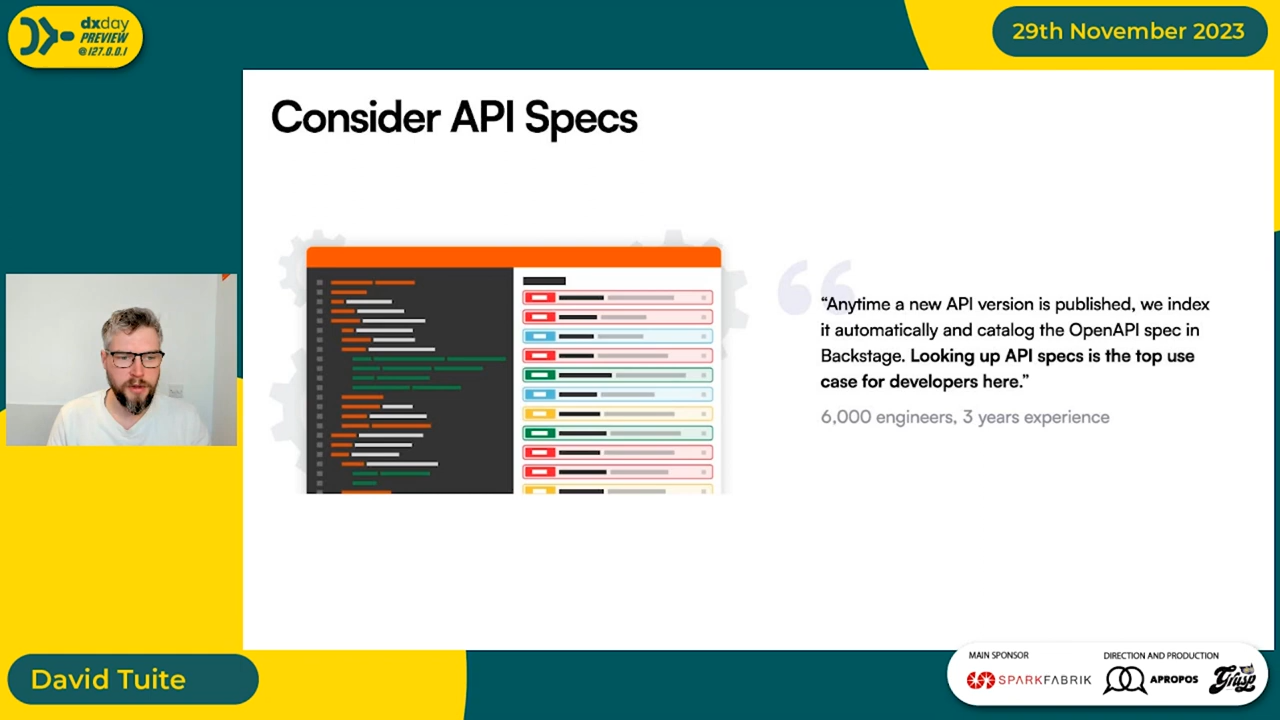 dxday
PREVIEW
@127.0.0.1
29th November 2023
Consider API Specs
“Anytime a new API version is published, we index
it automatically and catalog the OpenAPI spec in
Backstage. Looking up API specs is the top use
case for developers here.”
6,000 engineers, 3 years experience
David Tuite
MAIN SPONSOR
SPARKFABRIK
DIRECTION AND PRODUCTION
APROPOS
Grusp